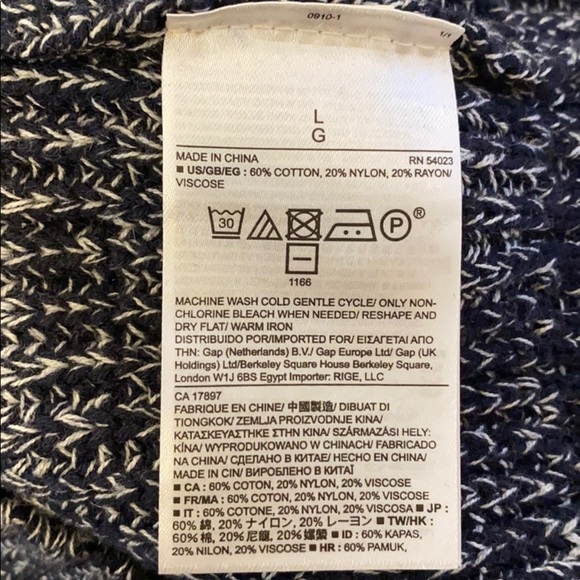 0910-1
1/1
L
G
MADE IN CHINA RN 54023
■ US/GB/EG : 60% COTTON, 20% NYLON, 20% RAYON/
VISCOSE
30 P®
1166
MACHINE WASH COLD GENTLE CYCLE/ ONLY NON-
CHLORINE BLEACH WHEN NEEDED/ RESHAPE AND
DRY FLAT/ WARM IRON
DISTRIBUIDO POR/IMPORTED FOR/ ΕΙΣΑΓΕΤΑΙ ΑΠΟ
ΤΗΝ: Gap (Netherlands) B.V./ Gap Europe Ltd/ Gap (UK
Holdings) Ltd/Berkeley Square House Berkeley Square,
London W1J 6BS Egypt Importer: RIGE, LLC
CA 17897
FABRIQUE EN CHINE/ 中國製造/ DIBUAT DI
TIONGKOK/ ZEMLJA PROIZVODNJE KINA/
ΚΑΤΑΣΚΕΥΑΣΤΗΚΕ ΣΤΗΝ ΚΙΝΑ/ SZÁRMAZÁSI HELY:
KÍNA/ WYPRODUKOWANO W CHINACH/ FABRICADO
NA CHINA/ СДЕЛАНО В КИТАЕ/ HECHO EN CHINA/
MADE IN CIN/ ВИРОБЛЕНО В КИТАЇ
■ CA : 60% COTON, 20% NYLON, 20% VISCOSE
■ FR/MA : 60% COTON, 20% NYLON, 20% VISCOSE
■ IT : 60% COTONE, 20% NYLON, 20% VISCOSA ■ JP :
60% 綿, 20% ナイロン, 20% レーヨン ■ TW/HK :
60% 棉, 20% 尼龍, 20% 嫘縈 ■ ID : 60% KAPAS,
20% NILON, 20% VISCOSE ■ HR : 60% PAMUK,